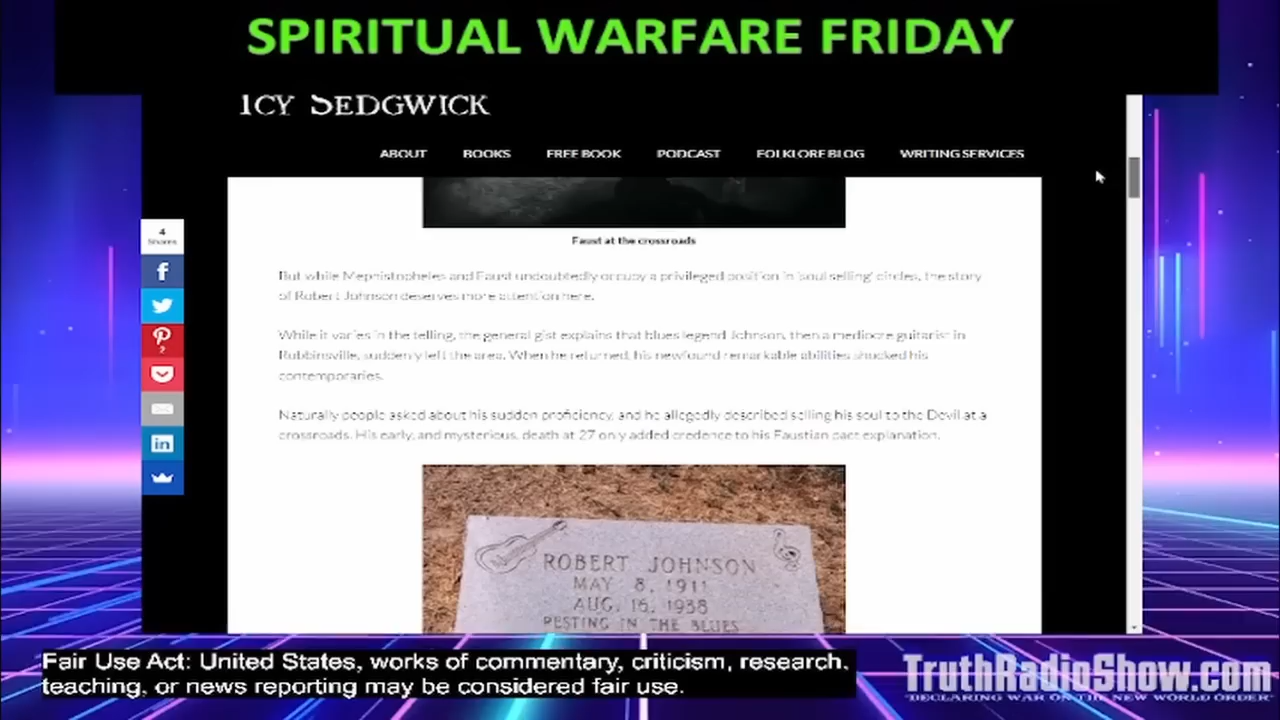 SPIRITUAL WARFARE FRIDAY
ICY SEDGWICK
ABOUT BOOKS FREE BOOK PODCAST FOLKLORE BLOG WRITING SERVICES
4
Shares
2
Faust at the crossroads
But while Mephistopheles and Faust undoubtedly occupy a privileged position in 'soul selling' circles, the story
of Robert Johnson deserves more attention here.
While it varies in the telling, the general gist explains that blues legend Johnson, then a mediocre guitarist in
Robbinsville, suddenly left the area. When he returned, his newfound remarkable abilities shocked his
contemporaries.
Naturally people asked about his sudden proficiency, and he allegedly described selling his soul to the Devil at a
crossroads. His early, and mysterious, death at 27 only added credence to his Faustian pact explanation.
ROBERT JOHNSON
MAY 8, 1911
AUG. 16, 1938
RESTING IN THE BLUES
Fair Use Act: United States, works of commentary, criticism, research,
teaching, or news reporting may be considered fair use.
TruthRadioShow.com
"DECLARING WAR ON THE NEW WORLD ORDER"